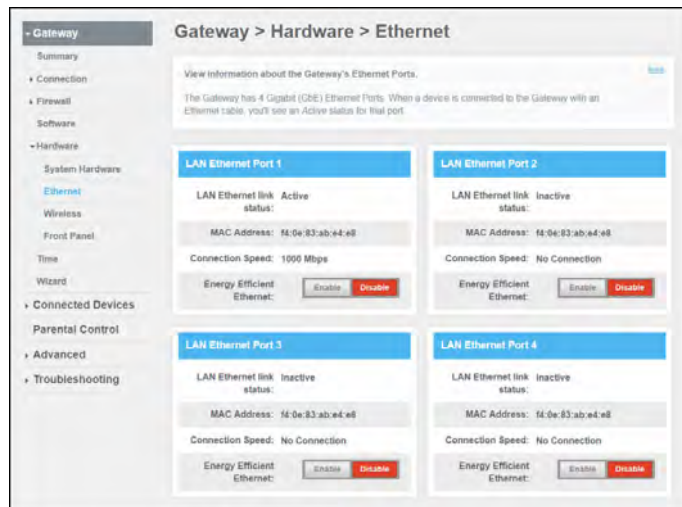 Gateway
Summary
Connection
Firewall
Software
Hardware
System Hardware
Ethernet
Wireless
Front Panel
Time
Wizard
Connected Devices
Parental Control
Advanced
Troubleshooting
Gateway > Hardware > Ethernet
View information about the Gateway's Ethernet Ports.
The Gateway has 4 Gigabit (GbE) Ethernet Ports. When a device is connected to the Gateway with an
Ethernet cable, you'll see an Active status for that port.
LAN Ethernet Port 1
LAN Ethernet link status: Active
MAC Address: f4:0e:83:ab:e4:e8
Connection Speed: 1000 Mbps
Energy Efficient Ethernet: Enable Disable
LAN Ethernet Port 2
LAN Ethernet link status: Inactive
MAC Address: f4:0e:83:ab:e4:e8
Connection Speed: No Connection
Energy Efficient Ethernet: Enable Disable
LAN Ethernet Port 3
LAN Ethernet link status: Inactive
MAC Address: f4:0e:83:ab:e4:e8
Connection Speed: No Connection
Energy Efficient Ethernet: Enable Disable
LAN Ethernet Port 4
LAN Ethernet link status: Inactive
MAC Address: f4:0e:83:ab:e4:e8
Connection Speed: No Connection
Energy Efficient Ethernet: Enable Disable